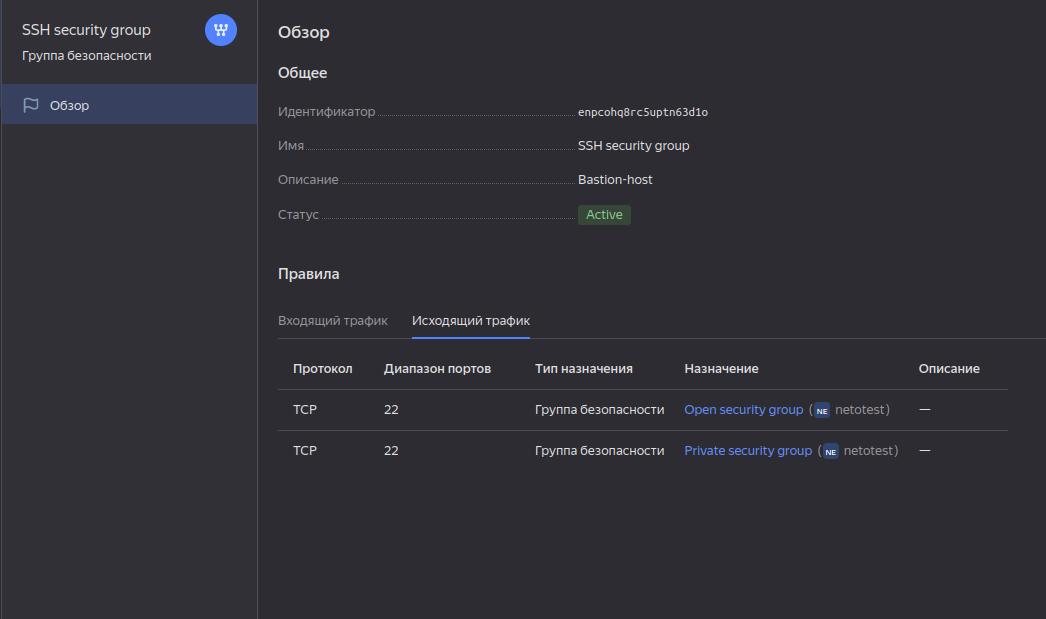 SSH security group
Группа безопасности
Обзор
Обзор
Общее
Идентификатор enpcohq8rc5uptn63d1o
Имя SSH security group
Описание Bastion-host
Статус Active
Правила
Входящий трафик Исходящий трафик
Протокол Диапазон портов Тип назначения Назначение Описание
TCP 22 Группа безопасности Open security group (NE netotest) —
TCP 22 Группа безопасности Private security group (NE netotest) —